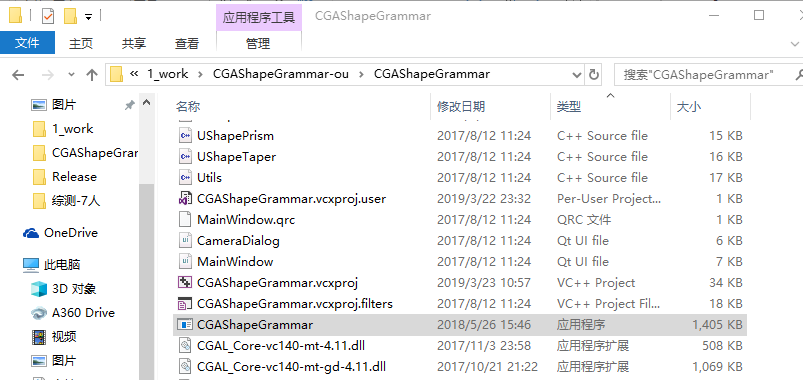 应用程序工具 CGAShapeGrammar
文件 主页 共享 查看 管理
« 1_work > CGAShapeGrammar-ou > CGAShapeGrammar 搜索"CGAShapeGrammar"
图片
1_work
CGAShapeGrar
Release
综测-7人
OneDrive
此电脑
3D 对象
A360 Drive
视频
图片
名称 修改日期 类型 大小
UShapePrism 2017/8/12 11:24 C++ Source file 15 KB
UShapeTaper 2017/8/12 11:24 C++ Source file 16 KB
Utils 2017/8/12 11:24 C++ Source file 17 KB
CGAShapeGrammar.vcxproj.user 2019/3/22 23:32 Per-User Project... 1 KB
MainWindow.qrc 2017/8/12 11:24 QRC 文件 1 KB
CameraDialog 2017/8/12 11:24 Qt UI file 6 KB
MainWindow 2017/8/12 11:24 Qt UI file 7 KB
CGAShapeGrammar.vcxproj 2019/3/23 10:57 VC++ Project 34 KB
CGAShapeGrammar.vcxproj.filters 2017/8/12 11:24 VC++ Project Fil... 18 KB
CGAShapeGrammar 2018/5/26 15:46 应用程序 1,405 KB
CGAL_Core-vc140-mt-4.11.dll 2017/11/3 23:58 应用程序扩展 508 KB
CGAL_Core-vc140-mt-gd-4.11.dll 2017/10/21 21:22 应用程序扩展 1,069 KB